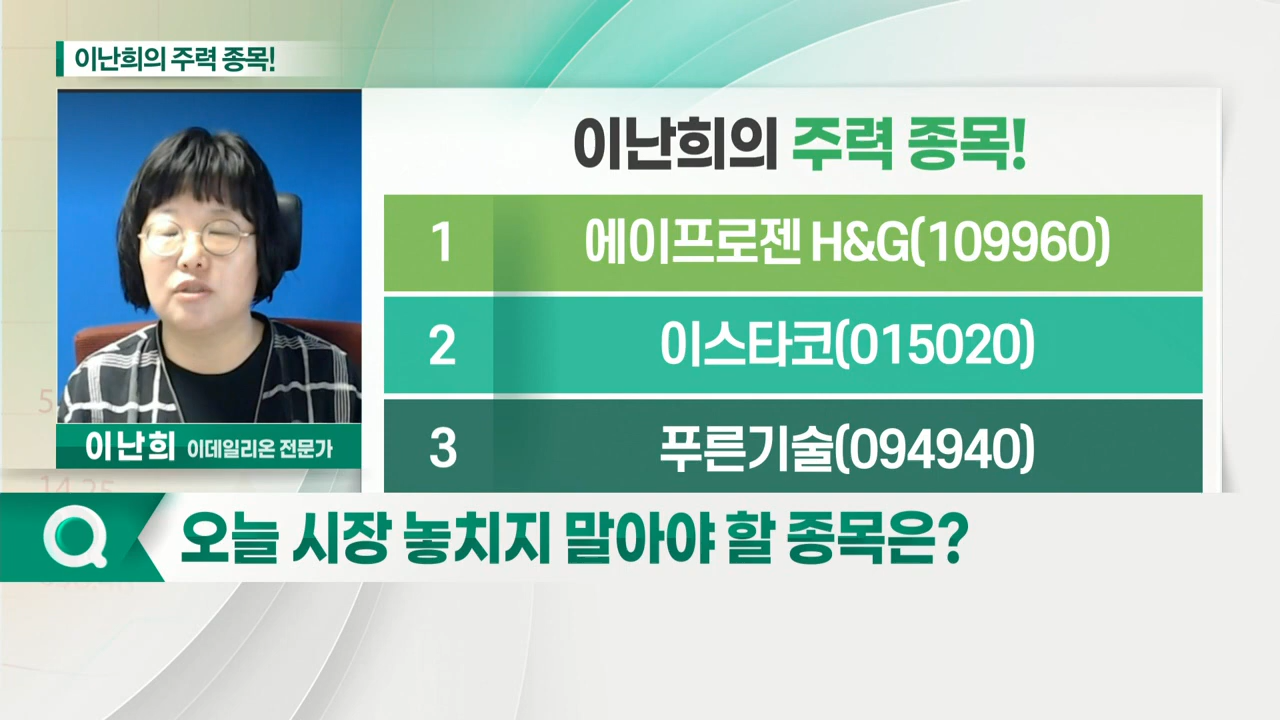 이난희의 주력 종목!
이난희의 주력 종목!
1 에이프로젠 H&G(109960)
2 이스타코(015020)
3 푸른기술(094940)
이난희 이데일리온 전문가
14.25
Q 오늘 시장 놓치지 말아야 할 종목은?